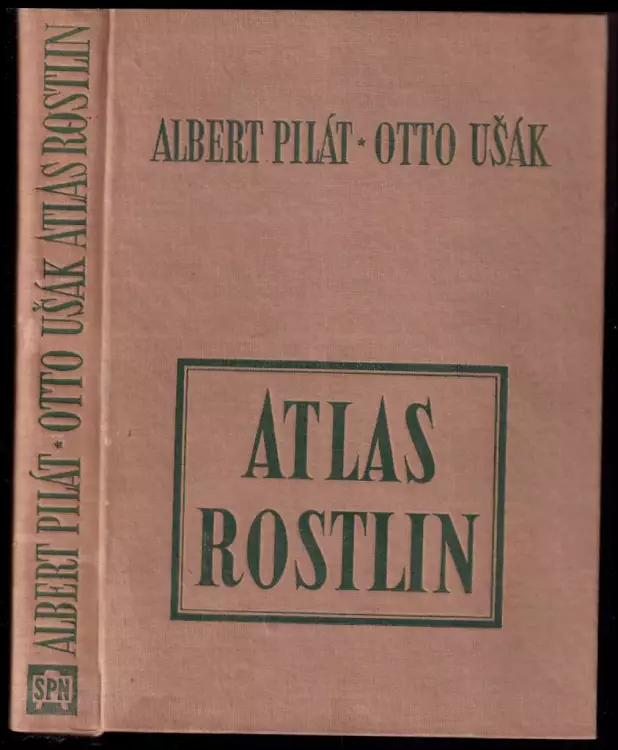 ALBERT PILÁT * OTTO UŠÁK ATLAS ROSTLIN
SPN
ALBERT PILÁT * OTTO UŠÁK
ATLAS
ROSTLIN